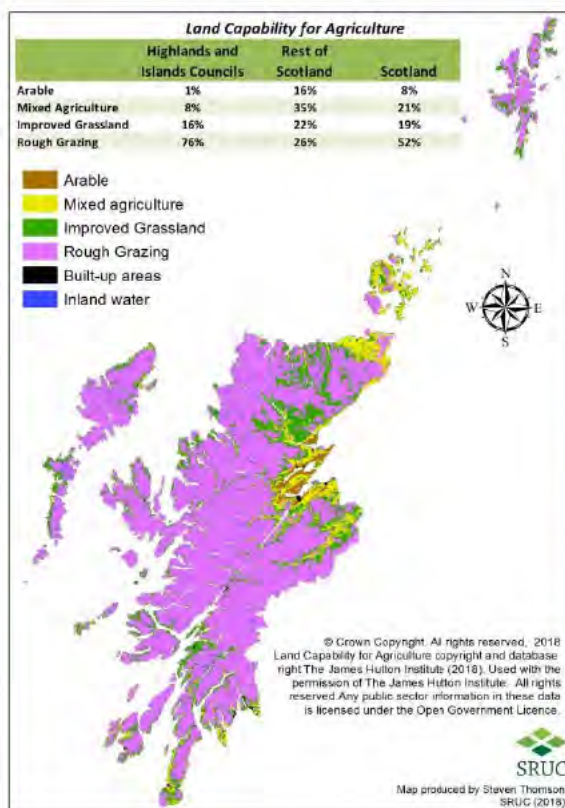 Land Capability for Agriculture
Highlands and Islands Councils Rest of Scotland Scotland
Arable 1% 16% 8%
Mixed Agriculture 8% 35% 21%
Improved Grassland 16% 22% 19%
Rough Grazing 76% 26% 52%
Arable
Mixed agriculture
Improved Grassland
Rough Grazing
Built-up areas
Inland water
N
W E
S
© Crown Copyright. All rights reserved, 2018
Land Capability for Agriculture copyright and database
right The James Hutton Institute (2018). Used with the
permission of The James Hutton Institute. All rights
reserved.Any public sector information in these data
is licensed under the Open Government Licence.
SRUC
Map produced by Steven Thomson
SRUC (2018)